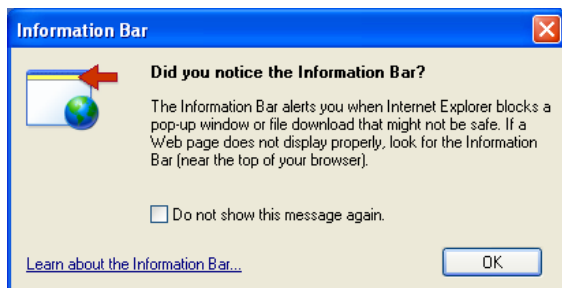 Information Bar
Did you notice the Information Bar?
The Information Bar alerts you when Internet Explorer blocks a
pop-up window or file download that might not be safe. If a
Web page does not display properly, look for the Information
Bar (near the top of your browser).
Do not show this message again.
Learn about the Information Bar...
OK